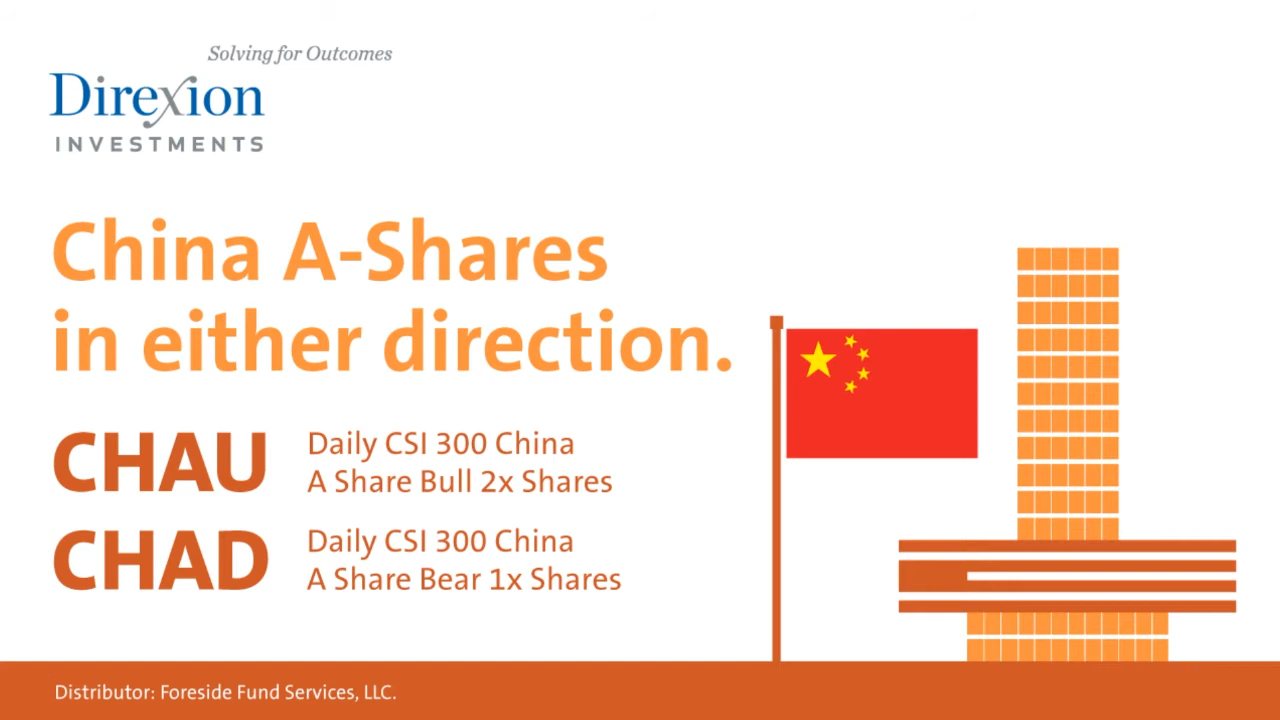 Solving for Outcomes
Direxion
INVESTMENTS
China A-Shares
in either direction.
CHAU
Daily CSI 300 China
A Share Bull 2x Shares
CHAD
Daily CSI 300 China
A Share Bear 1x Shares
Distributor: Foreside Fund Services, LLC.